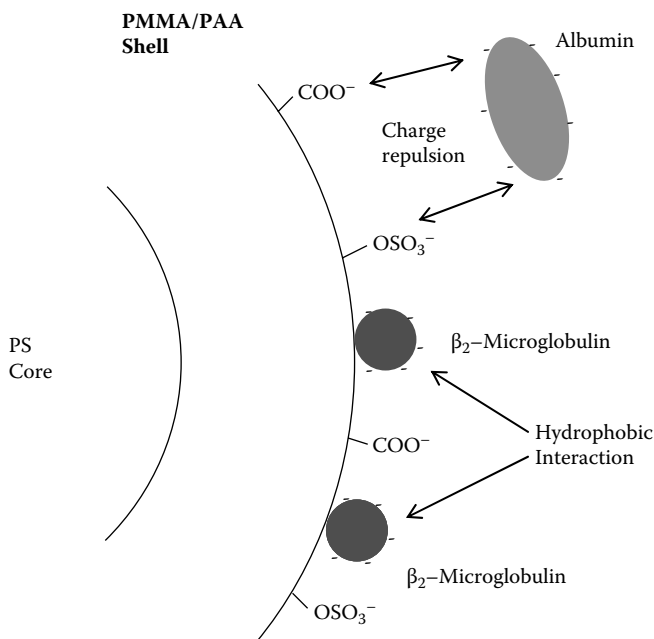 PMMA/PAA
Shell
Albumin
COO⁻
Charge
repulsion
OSO₃⁻
β₂–Microglobulin
PS
Core
COO⁻
Hydrophobic
Interaction
β₂–Microglobulin
OSO₃⁻